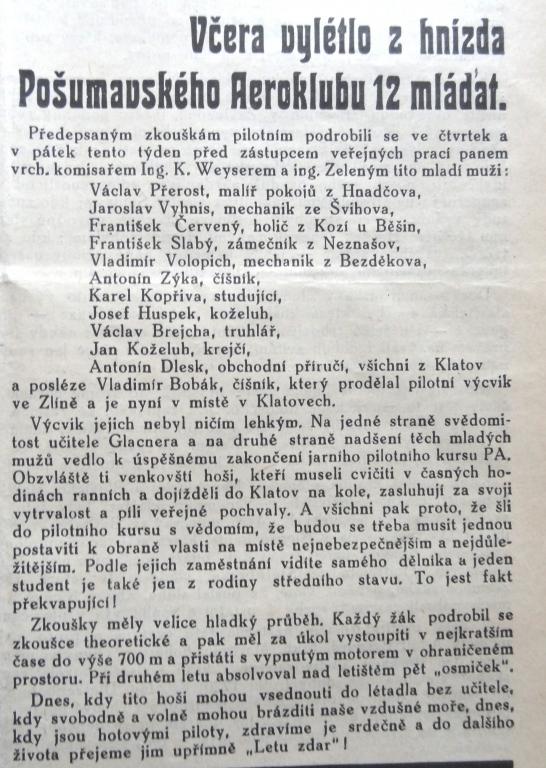 Včera vylétlo z hnízda
Pošumavského Aeroklubu 12 mláďat.
Předepsaným zkouškám pilotním podrobili se ve čtvrtek a
v pátek tento týden před zástupcem veřejných prací panem
vrch. komisařem Ing. K. Weyserem a ing. Zeleným tito mladí muži:
Václav Přerost, malíř pokojů z Hnadčova,
Jaroslav Vyhnis, mechanik ze Švihova,
František Červený, holič z Kozí u Běšin,
František Slabý, zámečník z Neznašov,
Vladimír Volopich, mechanik z Bezděkova,
Antonín Zýka, číšník,
Karel Kopřiva, studující,
Josef Huspek, koželuh,
Václav Brejcha, truhlář,
Jan Koželuh, krejčí,
Antonín Dlesk, obchodní příručí, všichni z Klatov
a posléze Vladimír Bobák, číšník, který prodělal pilotní výcvik
ve Zlíně a je nyní v místě v Klatovech.
Výcvik jejich nebyl ničím lehkým. Na jedné straně svědomi-
tost učitele Glacnera a na druhé straně nadšení těch mladých
mužů vedlo k úspěšnému zakončení jarního pilotního kursu PA.
Obzvláště ti venkovští hoši, kteří museli cvičiti v časných ho-
dinách ranních a dojížděli do Klatov na kole, zasluhují za svoji
vytrvalost a píli veřejné pochvaly. A všichni pak proto, že šli
do pilotního kursu s vědomím, že budou se třeba musit jednou
postaviti k obraně vlasti na místě nejnebezpečnějším a nejdůle-
žitějším. Podle jejich zaměstnání vidíte samého dělníka a jeden
student je také jen z rodiny středního stavu. To jest fakt
překvapující!
Zkoušky měly velice hladký průběh. Každý žák podrobil se
zkoušce theoretické a pak měl za úkol vystoupiti v nejkratším
čase do výše 700 m a přistáti s vypnutým motorem v ohraničeném
prostoru. Při druhém letu absolvoval nad letištěm pět „osmiček“.
Dnes, kdy tito hoši mohou vsednouti do létadla bez učitele,
kdy svobodně a volně mohou brázditi naše vzdušné moře, dnes,
kdy jsou hotovými piloty, zdravíme je srdečně a do dalšího
života přejeme jim upřímně „Letu zdar“!